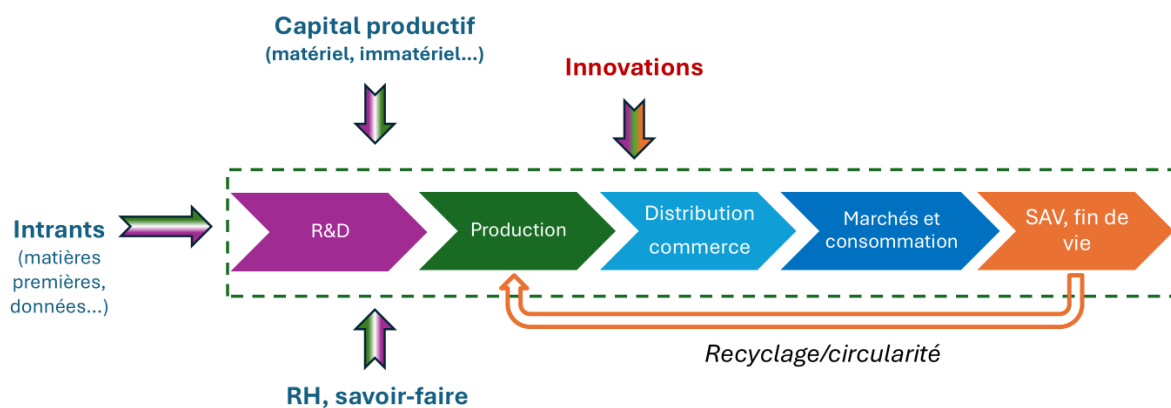 Capital productif
(matériel, immatériel...)
Innovations
Intrants
(matières
premières,
données...)
R&D
Production
Distribution
commerce
Marchés et
consommation
SAV, fin de
vie
Recyclage/circularité
RH, savoir-faire